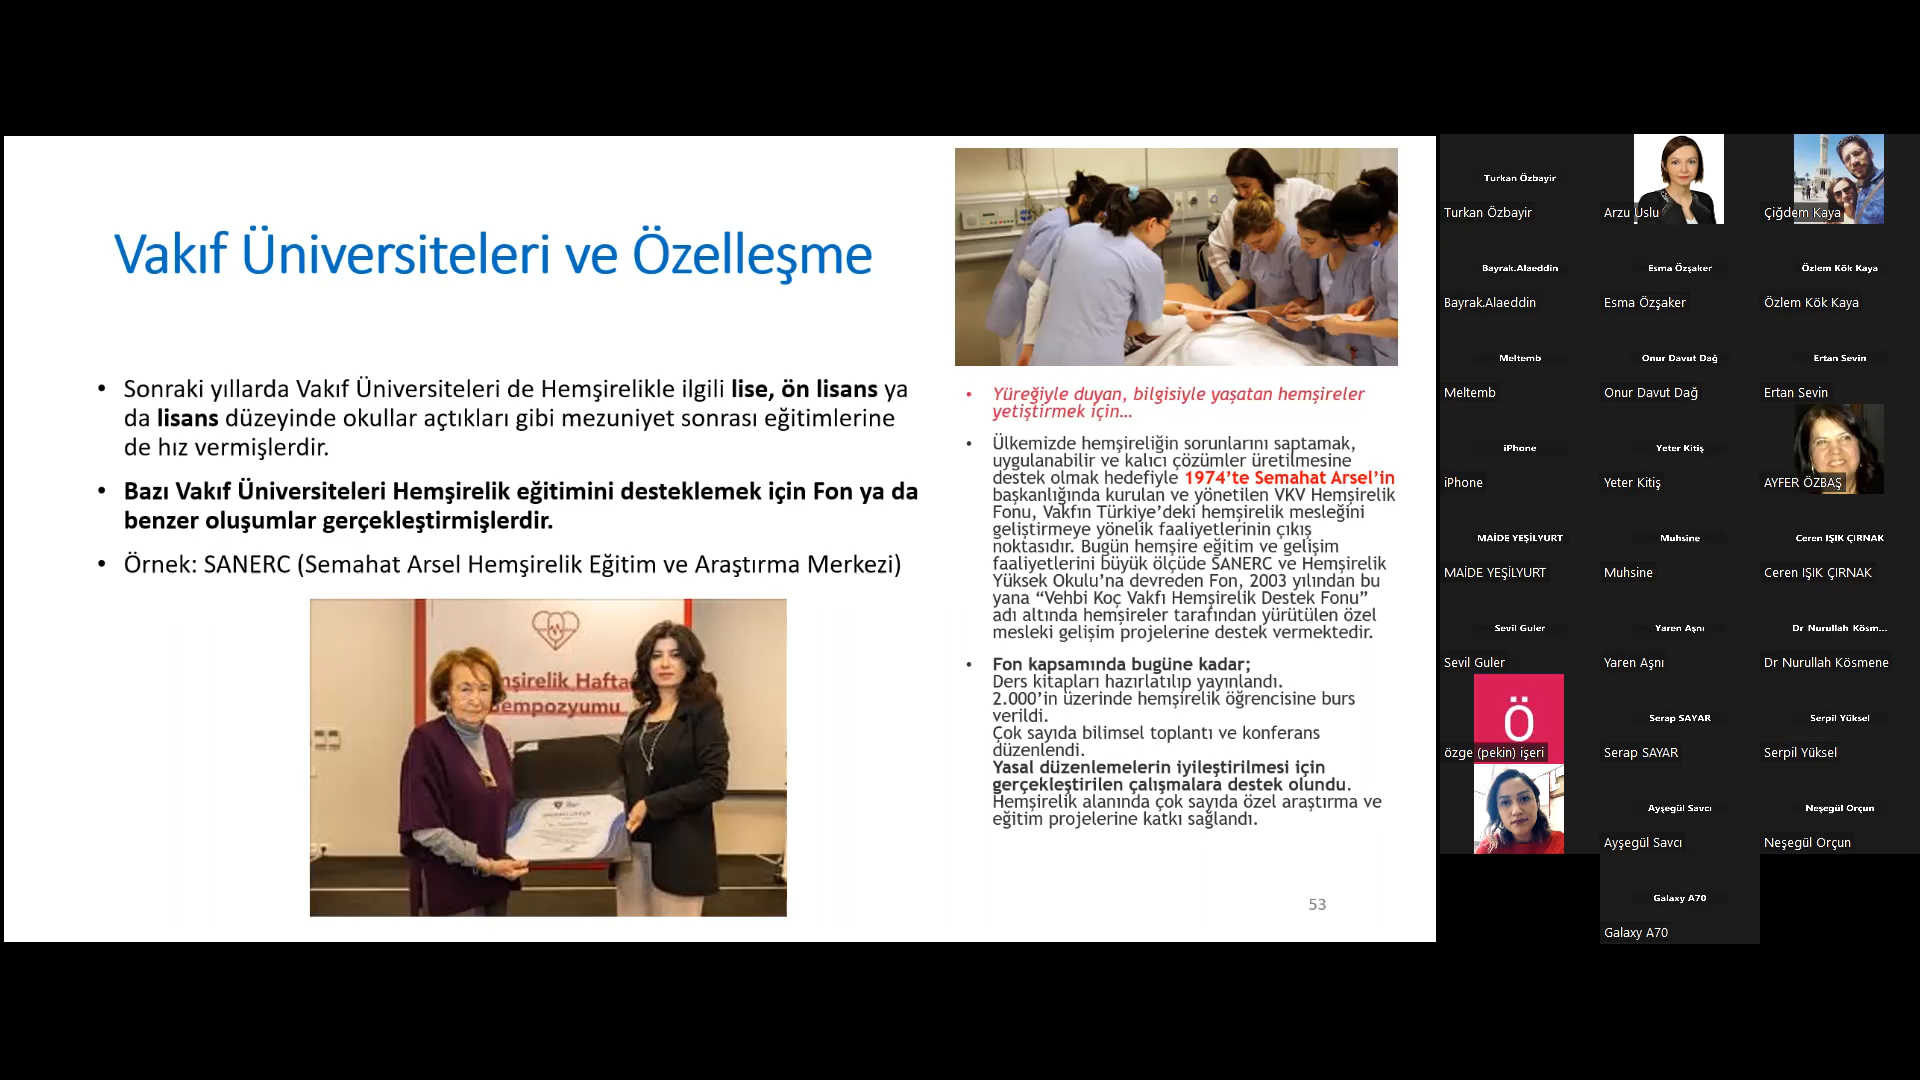 Vakıf Üniversiteleri ve Özelleşme
• Sonraki yıllarda Vakıf Üniversiteleri de Hemşirelikle ilgili lise, ön lisans ya
da lisans düzeyinde okullar açtıkları gibi mezuniyet sonrası eğitimlerine
de hız vermişlerdir.
• Bazı Vakıf Üniversiteleri Hemşirelik eğitimini desteklemek için Fon ya da
benzer oluşumlar gerçekleştirmişlerdir.
• Örnek: SANERC (Semahat Arsel Hemşirelik Eğitim ve Araştırma Merkezi)
nşirelik Hafta
empozyumu
• Yüreğiyle duyan, bilgisiyle yaşatan hemşireler
yetiştirmek için...
• Ülkemizde hemşireliğin sorunlarını saptamak,
uygulanabilir ve kalıcı çözümler üretilmesine
destek olmak hedefiyle 1974’te Semahat Arsel’in
başkanlığında kurulan ve yönetilen VKV Hemşirelik
Fonu, Vakfın Türkiye’deki hemşirelik mesleğini
geliştirmeye yönelik faaliyetlerinin çıkış
noktasıdır. Bugün hemşire eğitim ve gelişim
faaliyetlerini büyük ölçüde SANERC ve Hemşirelik
Yüksek Okulu’na devreden Fon, 2003 yılından bu
yana “Vehbi Koç Vakfı Hemşirelik Destek Fonu”
adı altında hemşireler tarafından yürütülen özel
mesleki gelişim projelerine destek vermektedir.
• Fon kapsamında bugüne kadar;
Ders kitapları hazırlatılıp yayınlandı.
2.000’in üzerinde hemşirelik öğrencisine burs
verildi.
Çok sayıda bilimsel toplantı ve konferans
düzenlendi.
Yasal düzenlemelerin iyileştirilmesi için
gerçekleştirilen çalışmalara destek olundu.
Hemşirelik alanında çok sayıda özel araştırma ve
eğitim projelerine katkı sağlandı.
53
Turkan Özbayir
Turkan Özbayir
Arzu Uslu
Çiğdem Kaya
Bayrak.Alaeddin
Bayrak.Alaeddin
Esma Özşaker
Esma Özşaker
Özlem Kök Kaya
Özlem Kök Kaya
Meltemb
Meltemb
Onur Davut Dağ
Onur Davut Dağ
Ertan Sevin
Ertan Sevin
iPhone
iPhone
Yeter Kitiş
Yeter Kitiş
AYFER ÖZBAŞ
MAİDE YEŞİLYURT
MAİDE YEŞİLYURT
Muhsine
Muhsine
Ceren IŞIK ÇIRNAK
Ceren IŞIK ÇIRNAK
Sevil Guler
Sevil Guler
Yaren Aşnı
Yaren Aşnı
Dr Nurullah Kösm...
Dr Nurullah Kösmene
Ö
özge (pekin) işeri
Serap SAYAR
Serap SAYAR
Serpil Yüksel
Serpil Yüksel
Ayşegül Savcı
Ayşegül Savcı
Neşegül Orçun
Neşegül Orçun
Galaxy A70
Galaxy A70